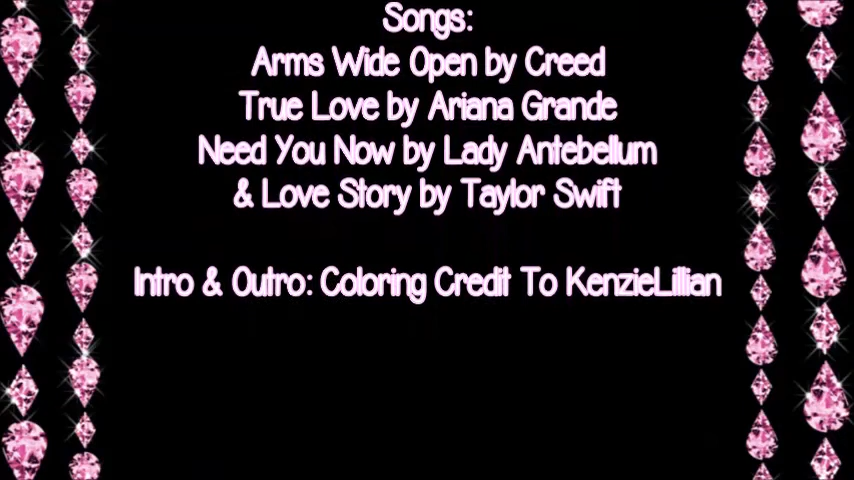 Songs:
Arms Wide Open by Creed
True Love by Ariana Grande
Need You Now by Lady Antebellum
& Love Story by Taylor Swift
Intro & Outro: Coloring Credit To KenzieLillian